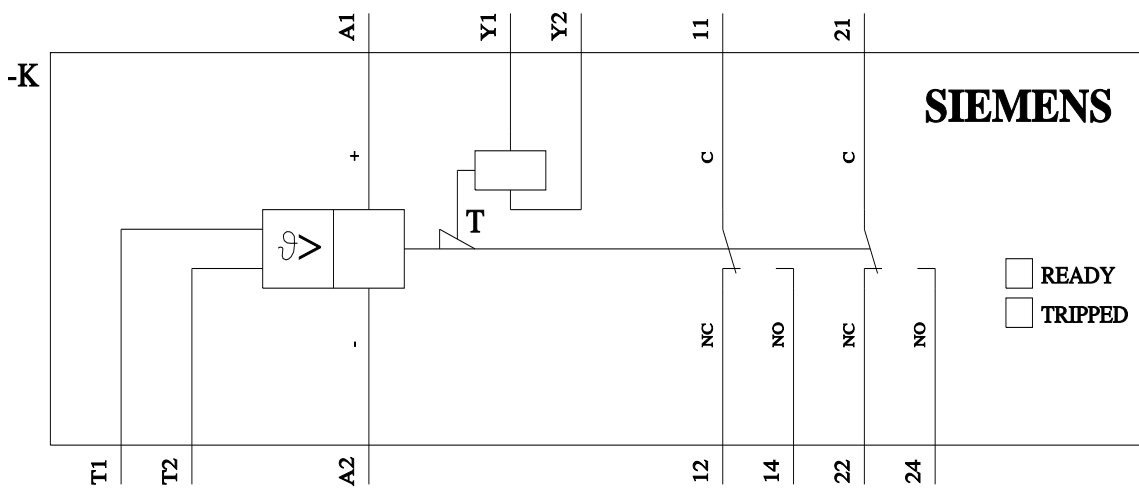 A1
Y1
Y2
11
21
-K
SIEMENS
+
C
C
T
ϑ>
READY
TRIPPED
-
NC
NO
NC
NO
T1
T2
A2
12
14
22
24